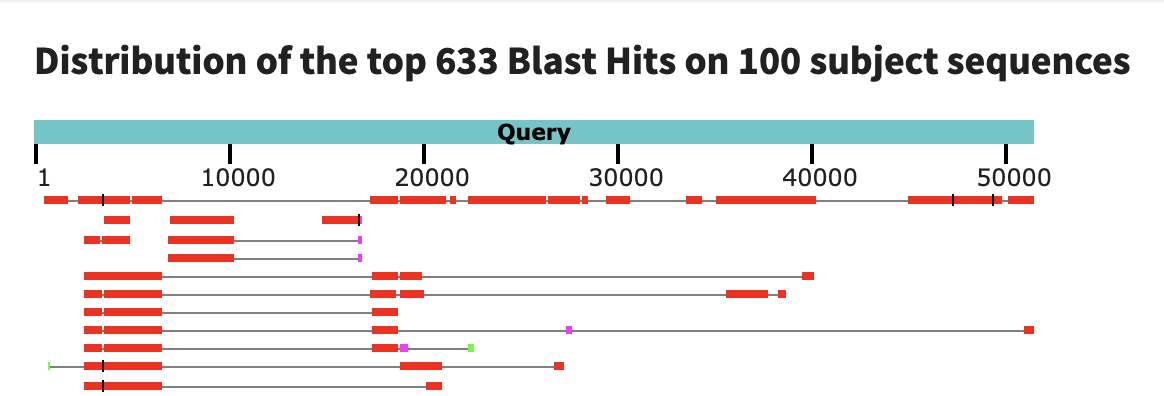 Distribution of the top 633 Blast Hits on 100 subject sequences
Query
1 10000 20000 30000 40000 50000